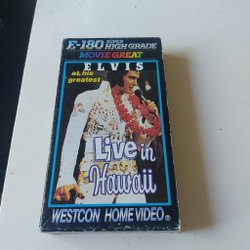 E-180 SUPER HIGH GRADE
MOVIE GREAT
ELVIS
at his
greatest
Live in
Hawaii
WESTCON HOME VIDEO®